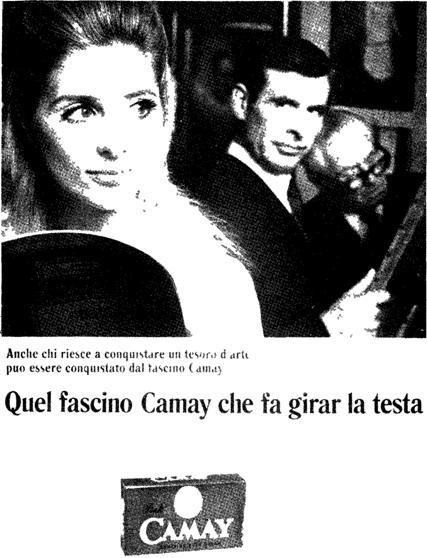 Anche chi riesce a conquistare un tesoro d'arte
puo essere conquistato dal fascino Camay
Quel fascino Camay che fa girar la testa
CAMAY